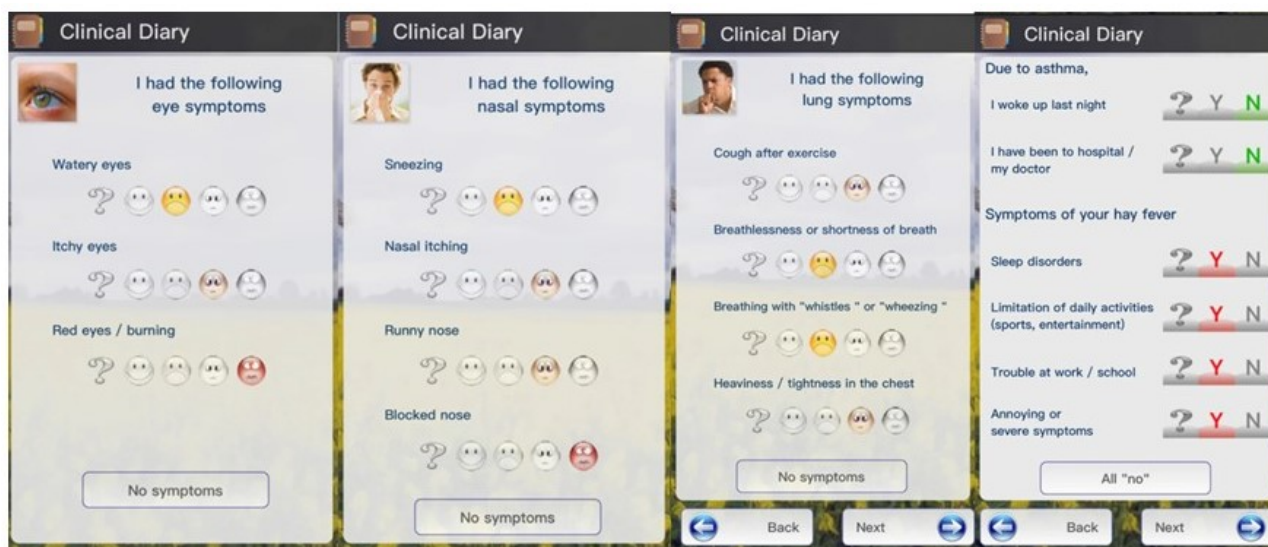 Clinical Diary
I had the following
eye symptoms
Watery eyes
?
Itchy eyes
?
Red eyes / burning
?
No symptoms
Clinical Diary
I had the following
nasal symptoms
Sneezing
?
Nasal itching
?
Runny nose
?
Blocked nose
?
No symptoms
Clinical Diary
I had the following
lung symptoms
Cough after exercise
?
Breathlessness or shortness of breath
?
Breathing with "whistles " or "wheezing "
?
Heaviness / tightness in the chest
?
No symptoms
Back Next
Clinical Diary
Due to asthma,
I woke up last night ? Y N
I have been to hospital /
my doctor ? Y N
Symptoms of your hay fever
Sleep disorders ? Y N
Limitation of daily activities
(sports, entertainment) ? Y N
Trouble at work / school ? Y N
Annoying or
severe symptoms ? Y N
All "no"
Back Next